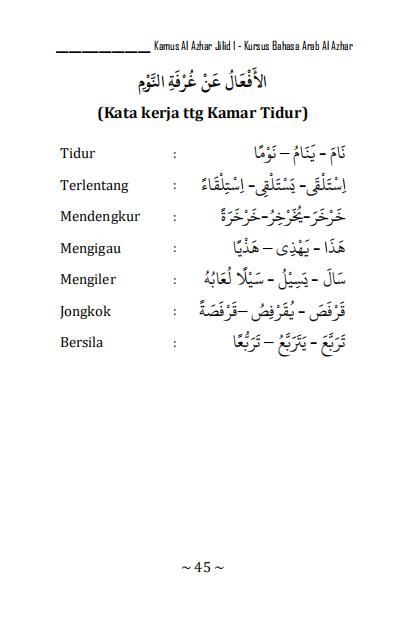 Kamus Al Azhar Jilid I - Kursus Bahasa Arab Al Azhar
الأَفْعَالُ عَنْ غُرْفَةِ النَّوْمِ
(Kata kerja ttg Kamar Tidur)
Tidur : نَامَ – يَنَامُ – نَوْمًا
Terlentang : اِسْتَلْقَى – يَسْتَلْقِى – اِسْتِلْقَاءً
Mendengkur : خَرْخَرَ-يُخَرْخِرُ-خَرْخَرَةً
Mengigau : هَذَا – يَهْذِى – هَذْيًا
Mengiler : سَالَ – يَسِيْلُ – سَيْلًا لُعَابُهُ
Jongkok : قَرْفَصَ – يُقَرْفِصُ –قَرْفَصَةً
Bersila : تَرَبَّعَ – يَتَرَبَّعُ – تَرَبُّعًا
~ 45 ~